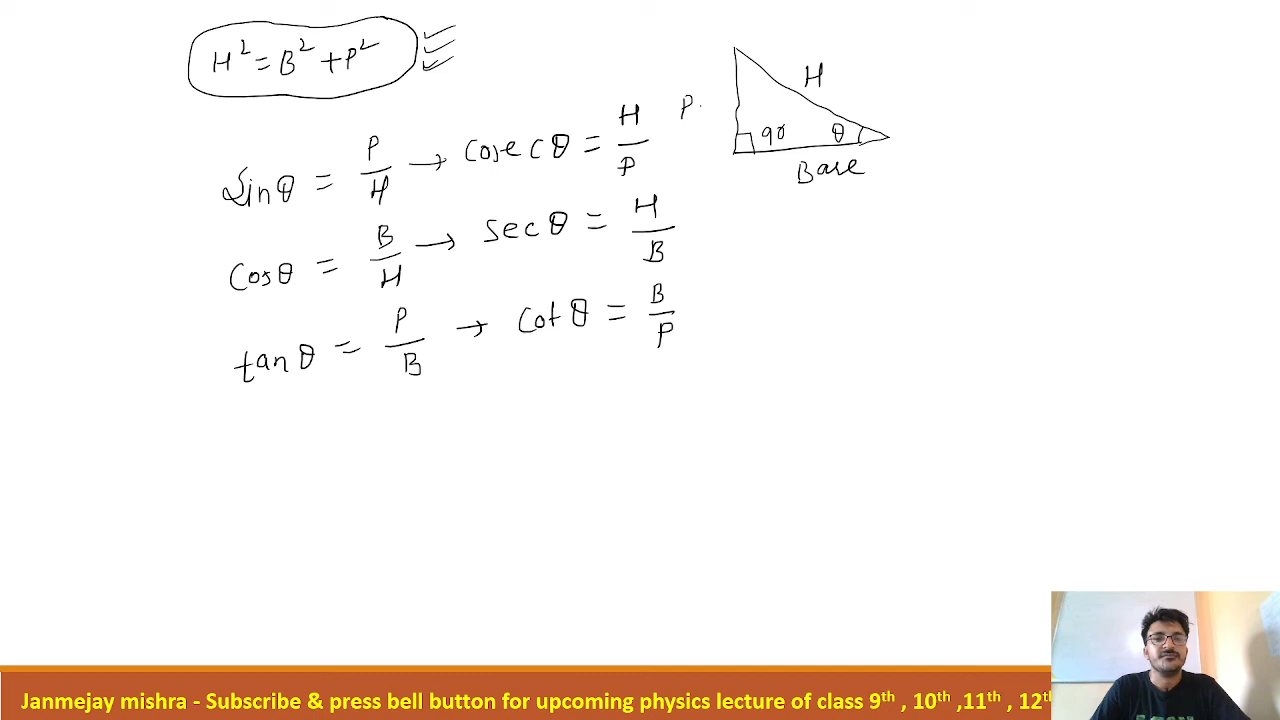 H² = B² + P²
H
P.
90°
θ
Base
Sinθ = P/H → Cosecθ = H/P
Cosθ = B/H → Secθ = H/B
tanθ = P/B → Cotθ = B/P
Janmejay mishra - Subscribe & press bell button for upcoming physics lecture of class 9th , 10th ,11th , 12th